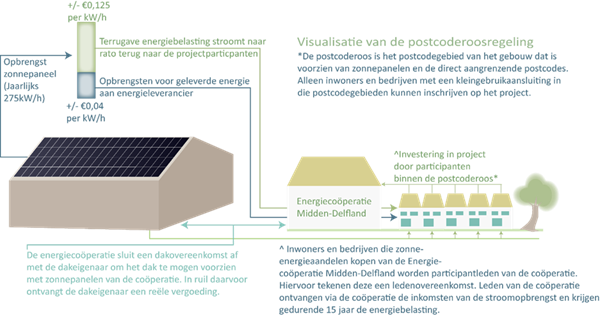 +/- €0,125
per kW/h
Opbrengst
zonnepaneel
(Jaarlijks
275kW/h)
Terruggave energiebelasting stroomt naar
rato terug naar de projectparticpanten
Opbrengsten voor geleverde energie
aan energieleverancier
+/- €0,04
per kW/h
Visualisatie van de postcoderoosregeling
*De postcoderoos is het postcodegebied van het gebouw dat is
voorzien van zonnepanelen en de direct aangrenzende postcodes.
Alleen inwoners en bedrijven met een kleingebruikaansluiting in
die postcodegebieden kunnen inschrijven op het project.
^Investering in project
door participanten
binnen de postcoderoos*
Energiecoöperatie
Midden-Delfland
De energiecoöperatie sluit een dakovereenkomst af
met de dakeigenaar om het dak te mogen voorzien
met zonnepanelen van de coöperatie. In ruil daarvoor
ontvangt de dakeigenaar een reële vergoeding.
^ Inwoners en bedrijven die zonne-
energieaandelen kopen van de Energie-
coöperatie Midden-Delfland worden participantleden van de coöperatie.
Hiervoor tekenen deze een ledenovereenkomst. Leden van de coöperatie
ontvangen via de coöperatie de inkomsten van de stroomopbrengst en krijgen
gedurende 15 jaar de energiebelasting.